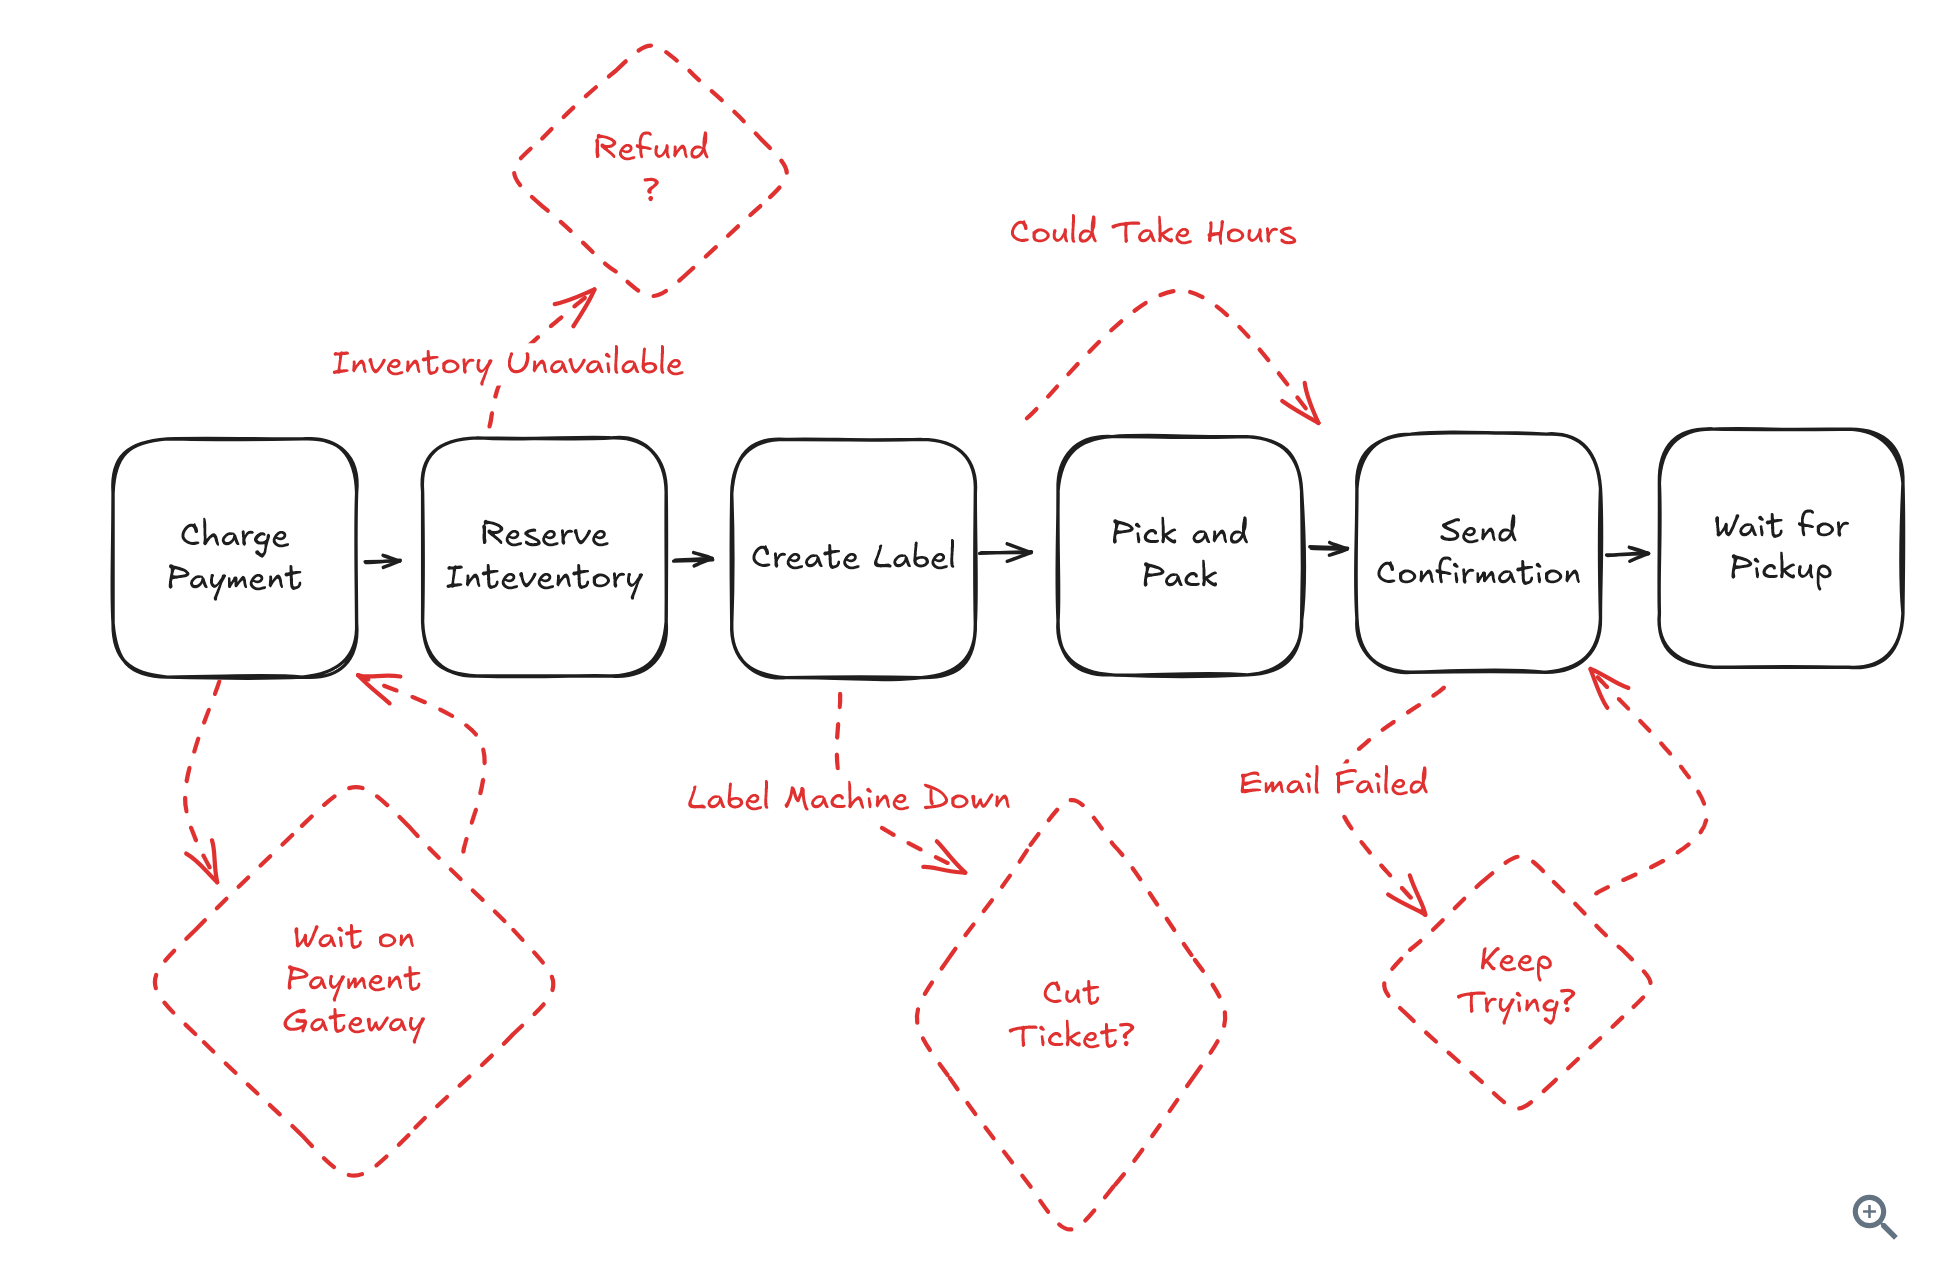 Refund
?
Could Take Hours
Inventory Unavailable
Charge
Payment
Reserve
Inteventory
Create Label
Pick and
Pack
Send
Confirmation
Wait for
Pickup
Label Machine Down
Email Failed
Wait on
Payment
Gateway
Cut
Ticket?
Keep
Trying?